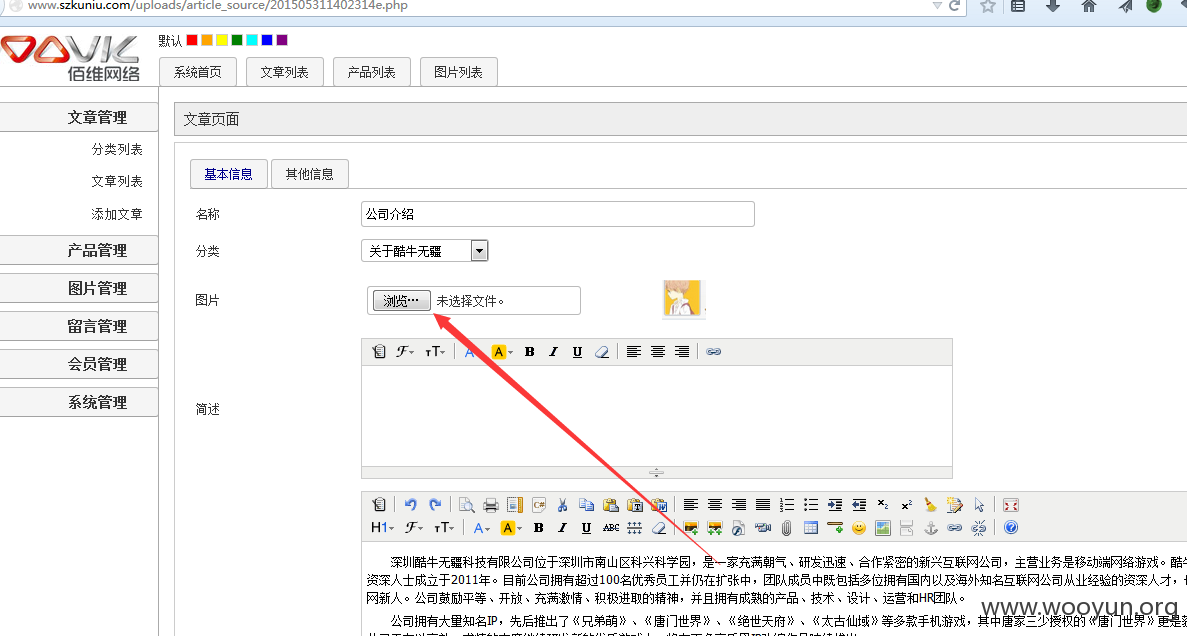 www.szkuniu.com/uploads/article_source/201505311402314e.php
VK
佰维网络
默认
系统首页 文章列表 产品列表 图片列表
文章管理
分类列表
文章列表
添加文章
产品管理
图片管理
留言管理
会员管理
系统管理
文章页面
基本信息 其他信息
名称 公司介绍
分类 关于酷牛无疆
图片 浏览… 未选择文件。
简述
深圳酷牛无疆科技有限公司位于深圳市南山区科兴科学园，是一家充满朝气、研发迅速、合作紧密的新兴互联网公司，主营业务是移动端网络游戏。酷牛
资深人士成立于2011年。目前公司拥有超过100名优秀员工并仍在扩张中，团队成员中既包括多位拥有国内以及海外知名互联网公司从业经验的资深人才，也
网新人。公司鼓励平等、开放、充满激情、积极进取的精神，并且拥有成熟的产品、技术、设计、运营和HR团队。
公司拥有大量知名IP，先后推出了《兄弟萌》、《唐门世界》、《绝世天府》、《太古仙域》等多款手机游戏，其中唐家三少授权的《唐门世界》更是
www.wooyun.org